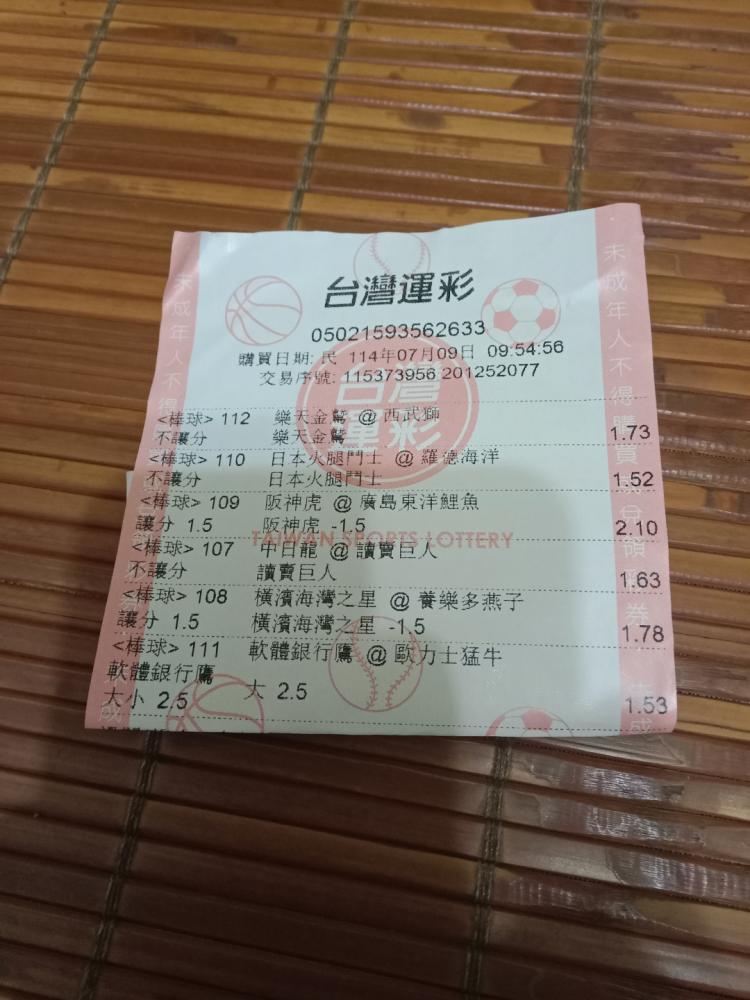 台灣運彩
05021593562633
購買日期: 民 114年07月09日 09:54:56
交易序號: 115373956 201252077
<棒球> 112 樂天金鷲 @ 西武獅
不讓分 樂天金鷲 1.73
<棒球> 110 日本火腿鬥士 @ 羅德海洋
不讓分 日本火腿鬥士 1.52
<棒球> 109 阪神虎 @ 廣島東洋鯉魚
讓分 1.5 阪神虎 -1.5 2.10
TAIWAN SPORTS LOTTERY
<棒球> 107 中日龍 @ 讀賣巨人
不讓分 讀賣巨人 1.63
<棒球> 108 橫濱海灣之星 @ 養樂多燕子
讓分 1.5 橫濱海灣之星 -1.5 1.78
<棒球> 111 軟體銀行鷹 @ 歐力士猛牛
軟體銀行鷹
大小 2.5 大 2.5 1.53
台灣運彩
未成年人不得
未成年人不得購買或兌領彩券